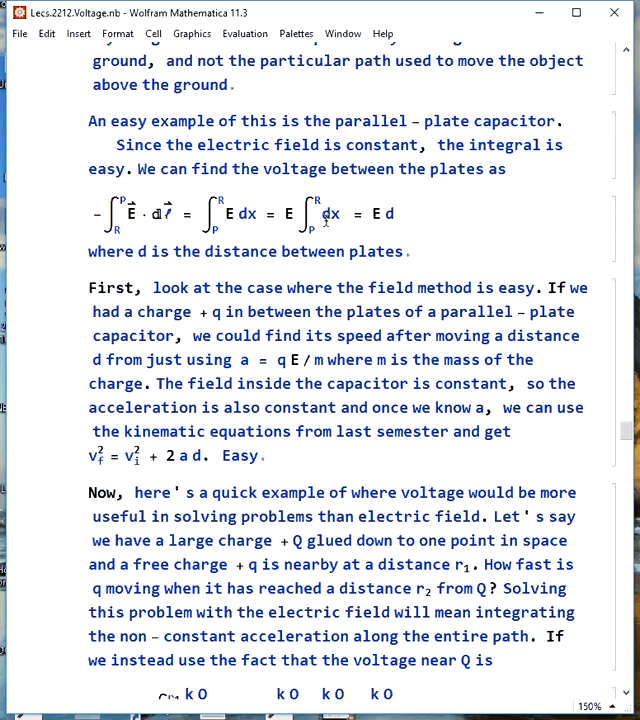 Lecs.2212.Voltage.nb - Wolfram Mathematica 11.3
File Edit Insert Format Cell Graphics Evaluation Palettes Window Help
ground, and not the particular path used to move the object
above the ground.
An easy example of this is the parallel – plate capacitor.
Since the electric field is constant, the integral is
easy. We can find the voltage between the plates as
- ∫_R^P E⃗ · dℓ⃗ = ∫_P^R E dx = E ∫_P^R dx = E d
where d is the distance between plates.
First, look at the case where the field method is easy. If we
had a charge + q in between the plates of a parallel – plate
capacitor, we could find its speed after moving a distance
d from just using a = q E / m where m is the mass of the
charge. The field inside the capacitor is constant, so the
acceleration is also constant and once we know a, we can use
the kinematic equations from last semester and get
v_f^2 = v_i^2 + 2 a d. Easy.
Now, here's a quick example of where voltage would be more
useful in solving problems than electric field. Let's say
we have a large charge + Q glued down to one point in space
and a free charge + q is nearby at a distance r₁. How fast is
q moving when it has reached a distance r₂ from Q? Solving
this problem with the electric field will mean integrating
the non – constant acceleration along the entire path. If
we instead use the fact that the voltage near Q is
k Q k Q k Q k Q
150%